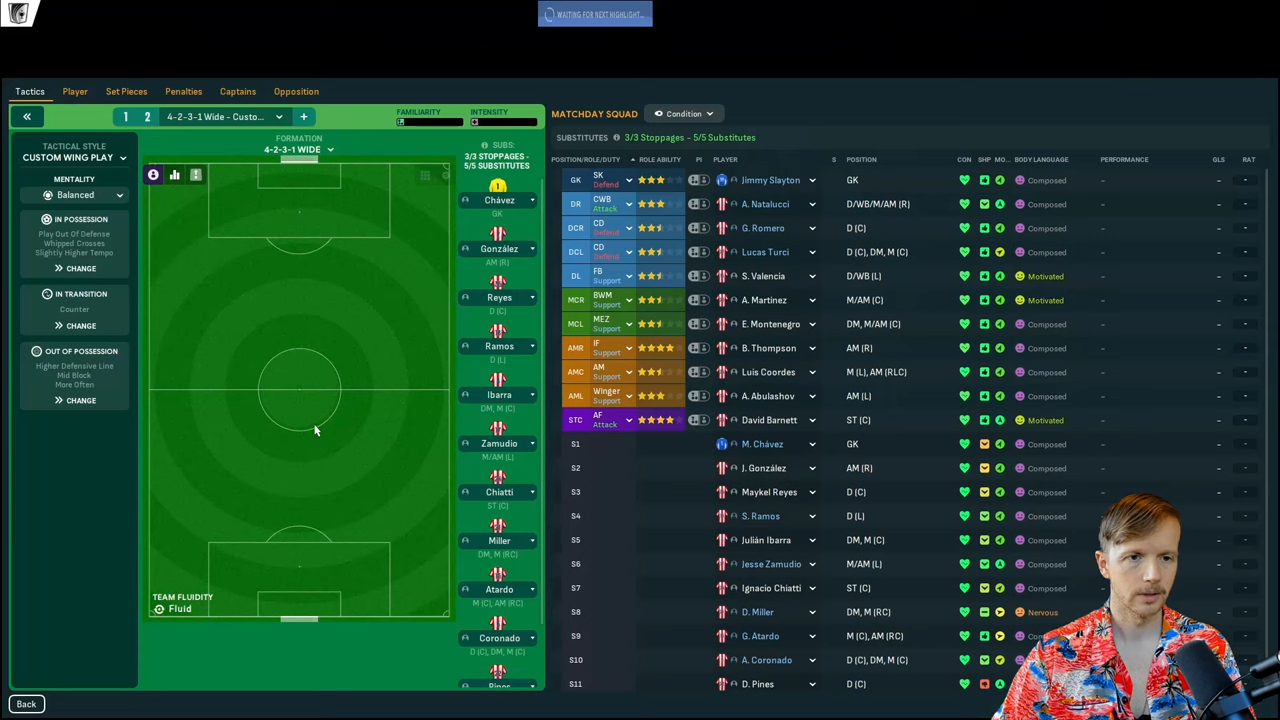 WAITING FOR NEXT HIGHLIGHT...
Tactics Player Set Pieces Penalties Captains Opposition
1 2 4-2-3-1 Wide - Custo... +
FAMILIARITY
INTENSITY
TACTICAL STYLE
CUSTOM WING PLAY
MENTALITY
Balanced
IN POSSESSION
Play Out Of Defense
Whipped Crosses
Slightly Higher Tempo
CHANGE
IN TRANSITION
Counter
CHANGE
OUT OF POSSESSION
Higher Defensive Line
Mid Block
More Often
CHANGE
FORMATION
4-2-3-1 WIDE
TEAM FLUIDITY
Fluid
SUBS:
3/3 STOPPAGES -
5/5 SUBSTITUTES
1
Chávez
GK
González
AM (R)
Reyes
D (C)
Ramos
D (L)
Ibarra
DM, M (C)
Zamudio
M/AM (L)
Chiatti
ST (C)
Miller
DM, M (RC)
Atardo
M (C), AM (RC)
Coronado
D (C), DM, M (C)
Pines
MATCHDAY SQUAD Condition
SUBSTITUTES 3/3 Stoppages - 5/5 Substitutes
POSITION/ROLE/DUTY ROLE ABILITY PI PLAYER S POSITION CON SHP MO... BODY LANGUAGE PERFORMANCE GLS RAT
GK SK Defend Jimmy Slayton GK Composed - - -
DR CWB Attack A. Natalucci D/WB/M/AM (R) Composed - - -
DCR CD Defend G. Romero D (C) Composed - - -
DCL CD Defend Lucas Turci D (C), DM, M (C) Composed - - -
DL FB Support S. Valencia D/WB (L) Motivated - - -
MCR BWM Support A. Martinez M/AM (C) Motivated - - -
MCL MEZ Support E. Montenegro DM, M/AM (C) Composed - - -
AMR IF Support B. Thompson AM (R) Composed - - -
AMC AM Support Luis Coordes M (L), AM (RLC) Composed - - -
AML Winger Support A. Abulashov AM (L) Composed - - -
STC AF Attack David Barnett ST (C) Motivated - - -
S1 M. Chávez GK Composed - - -
S2 J. González AM (R) Composed - - -
S3 Maykel Reyes D (C) Composed - - -
S4 S. Ramos D (L) Composed - - -
S5 Julián Ibarra DM, M (C) Composed - -
S6 Jesse Zamudio M/AM (L) Composed - -
S7 Ignacio Chiatti ST (C) Composed - -
S8 D. Miller DM, M (RC) Nervous - -
S9 G. Atardo M (C), AM (RC) - -
S10 A. Coronado D (C), DM, M (C) - -
S11 D. Pines D (C) - -
Back